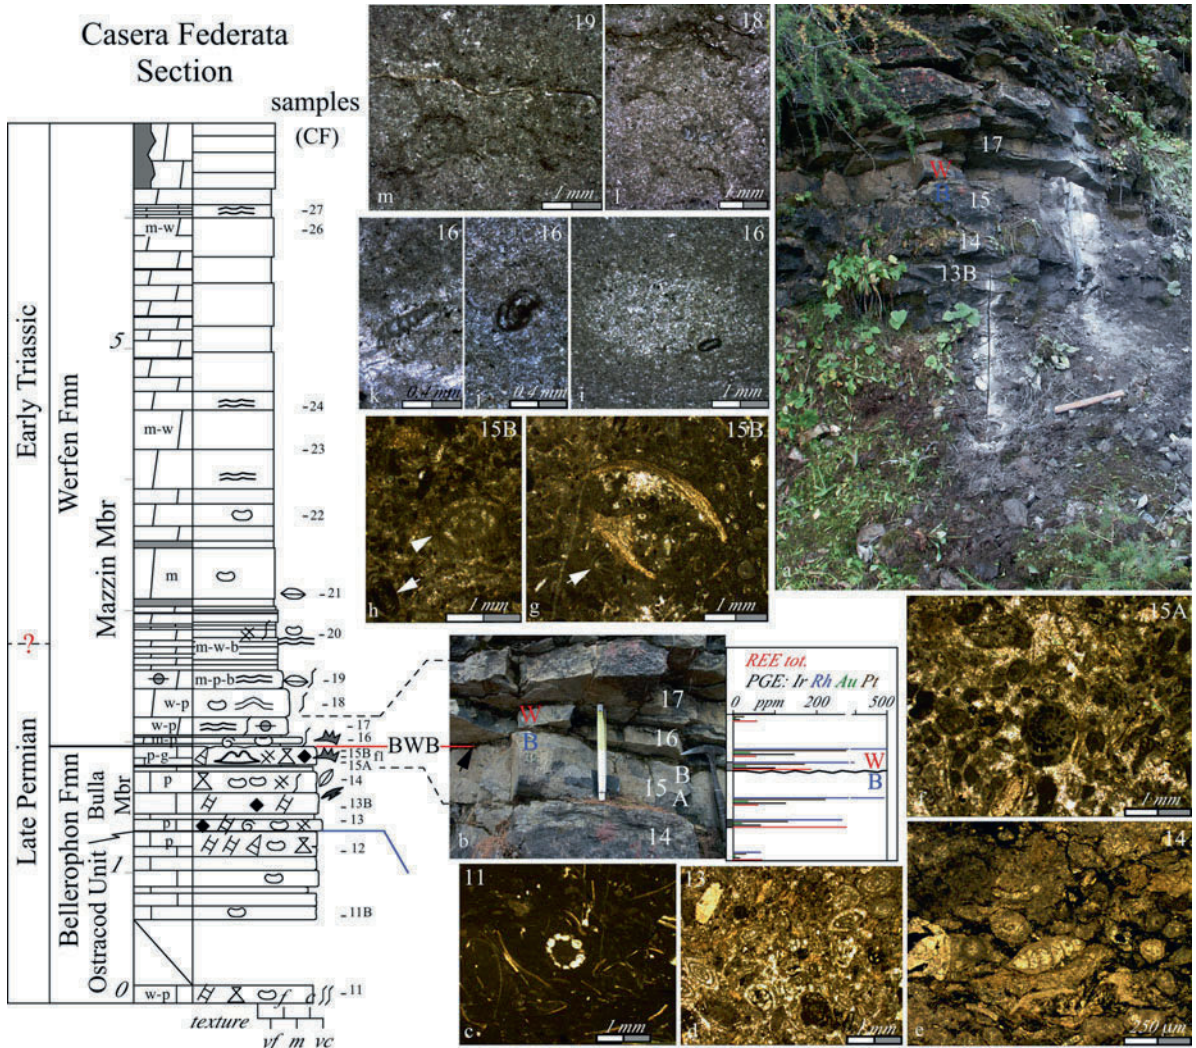 Casera Federata
Section
samples
(CF)
Early Triassic
?
Late Permian
Werfen Fmn
Mazzin Mbr
Bellerophon Fmn
Bulla
Mbr
Ostracod Unit
5
1
0
m-w
m-w
m
m-w-b
m-p-b
w-p
w-p
m-p
p-g
p
p
p
w-p
27
26
24
23
22
21
20
19
18
17
16
15B fl
15A
14
13B
13
12
11B
11
texture
f
c
vf m vc
BWB
19
1 mm
m
18
1 mm
l
16
0.4 mm
k
16
0.4 mm
j
16
1 mm
i
15B
1 mm
h
15B
1 mm
g
17
W
B
15
14
13B
a
17
W
B
16
B
15
A
14
b
REE tot.
PGE: Ir Rh Au Pt
0 ppm 200 500
W
B
15A
1 mm
f
11
1 mm
c
13
1 mm
d
14
250 µm
e